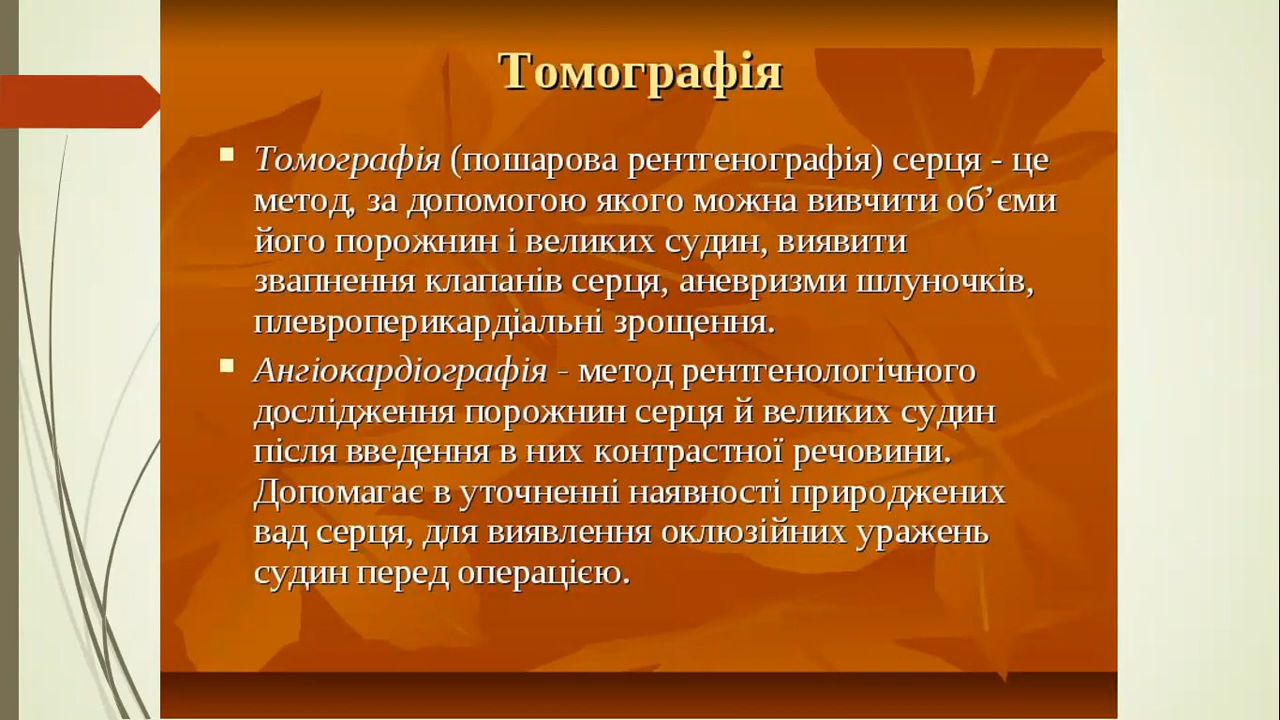 Томографія
Томографія (пошарова рентгенографія) серця - це
метод, за допомогою якого можна вивчити об’єми
його порожнин і великих судин, виявити
звапнення клапанів серця, аневризми шлуночків,
плевроперикардіальні зрощення.
Ангіокардіографія - метод рентгенологічного
дослідження порожнин серця й великих судин
після введення в них контрастної речовини.
Допомагає в уточненні наявності природжених
вад серця, для виявлення оклюзійних уражень
судин перед операцією.